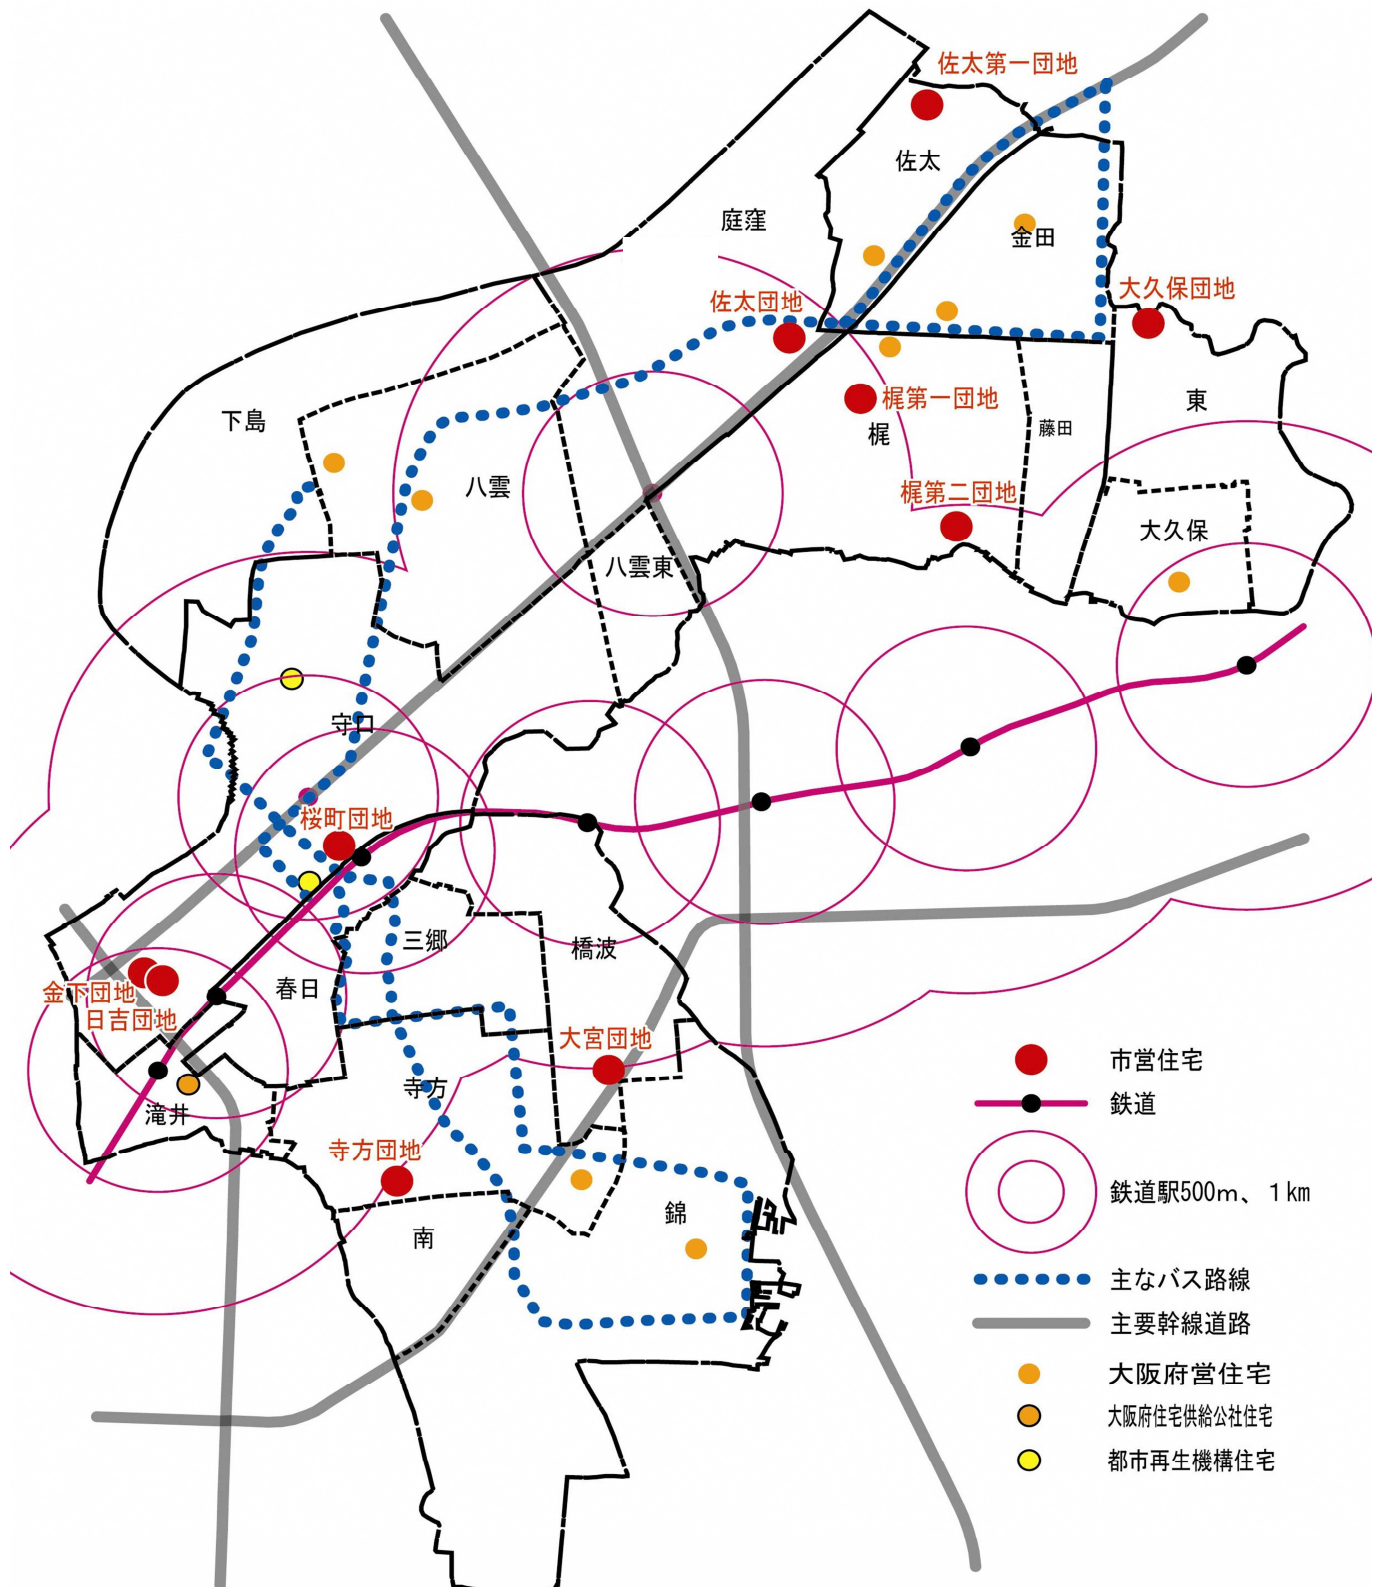 佐太第一団地
佐太
庭窪
金田
大久保団地
佐太団地
梶第一団地
東
下島
藤田
梶
八雲
梶第二団地
大久保
八雲東
守口
桜町団地
三郷
橋波
春日
金下団地
日吉団地
大宮団地
寺方
滝井
寺方団地
錦
南
市営住宅
鉄道
鉄道駅500m、1km
主なバス路線
主要幹線道路
大阪府営住宅
大阪府住宅供給公社住宅
都市再生機構住宅